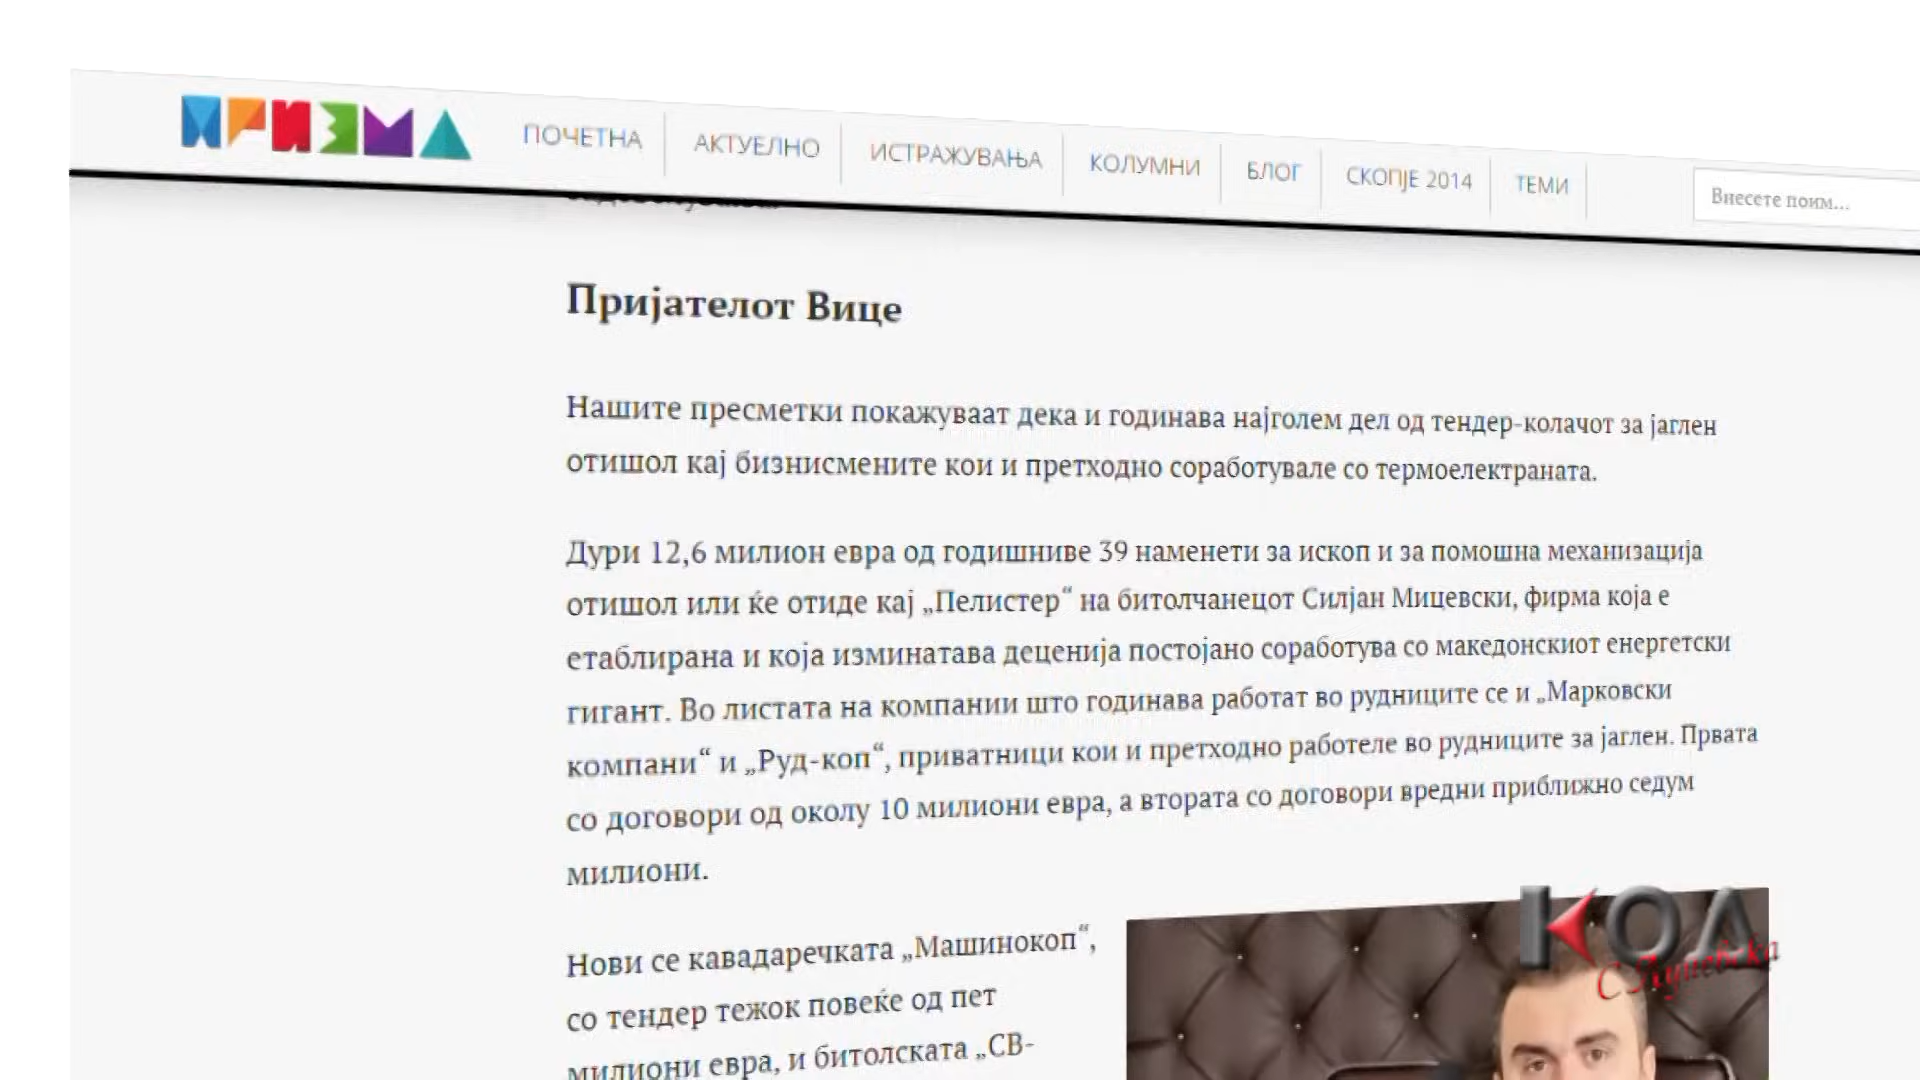 ПРИЗМА
ПОЧЕТНА
АКТУЕЛНО
ИСТРАЖУВАЊА
КОЛУМНИ
БЛОГ
СКОПЈЕ 2014
ТЕМИ
Внесете поим...
Пријателот Вице
Нашите пресметки покажуваат дека и годинава најголем дел од тендер-колачот за јаглен
отишол кај бизнисмените кои и претходно соработувале со термоелектраната.
Дури 12,6 милион евра од годишниве 39 наменети за ископ и за помошна механизација
отишол или ќе отиде кај „Пелистер“ на битолчанецот Силјан Мицевски, фирма која е
етаблирана и која изминатава деценија постојано соработува со македонскиот енергетски
гигант. Во листата на компании што годинава работат во рудниците се и „Марковски
компани“ и „Руд-коп“, приватници кои и претходно работеле во рудниците за јаглен. Првата
со договори од околу 10 милиони евра, а втората со договори вредни приближно седум
милиони.
Нови се кавадаречката „Машинокоп“,
со тендер тежок повеќе од пет
милиони евра, и битолската „СВ-
КОД